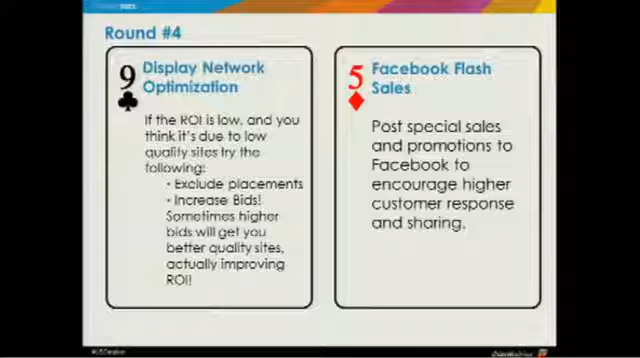 Round #4
9
Display Network
Optimization
If the ROI is low, and you
think it's due to low
quality sites try the
following:
• Exclude placements
• Increase Bids!
Sometimes higher
bids will get you
better quality sites,
actually improving
ROI!
5
Facebook Flash
Sales
Post special sales
and promotions to
Facebook to
encourage higher
customer response
and sharing.